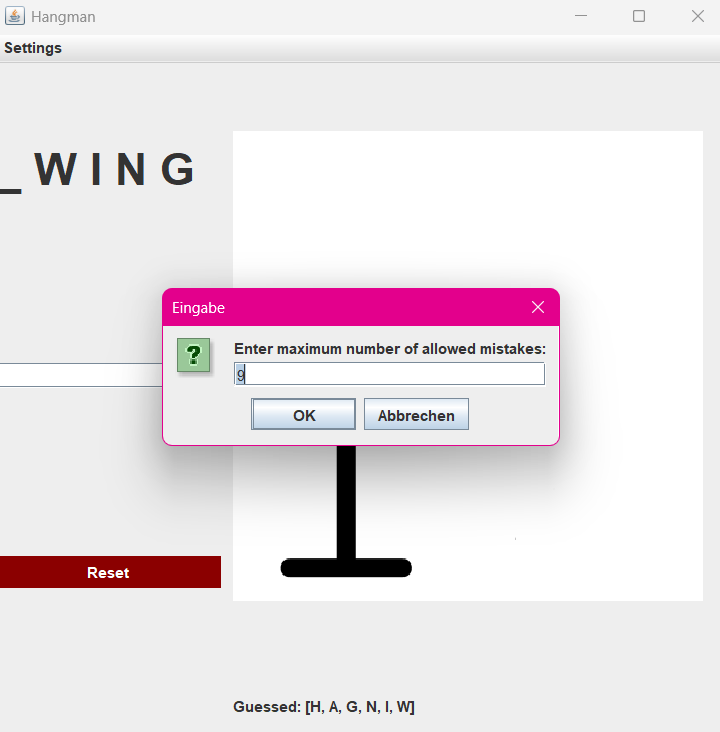 Hangman
Settings
_ W I N G
Eingabe
?
Enter maximum number of allowed mistakes:
9
OK
Abbrechen
Reset
Guessed: [H, A, G, N, I, W]